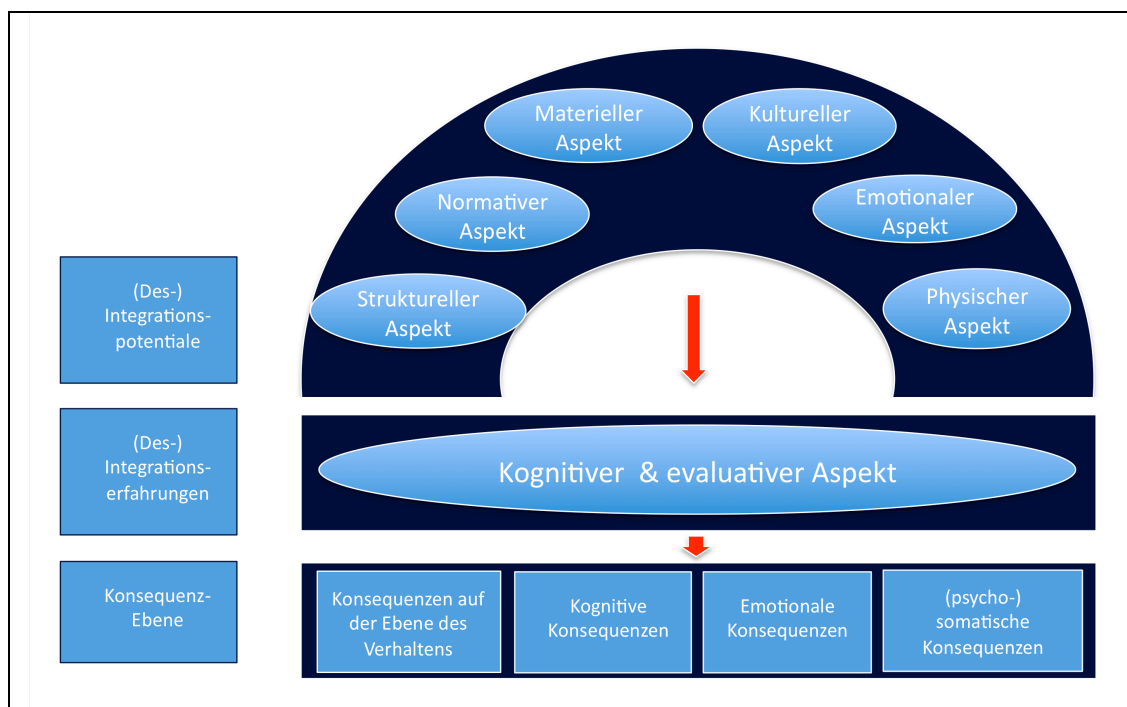 Materieller
Aspekt
Kultureller
Aspekt
Normativer
Aspekt
Emotionaler
Aspekt
(Des-)
Integrations-
potentiale
Struktureller
Aspekt
Physischer
Aspekt
(Des-)
Integrations-
erfahrungen
Kognitiver & evaluativer Aspekt
Konsequenz-
Ebene
Konsequenzen auf
der Ebene des
Verhaltens
Kognitive
Konsequenzen
Emotionale
Konsequenzen
(psycho-)
somatische
Konsequenzen